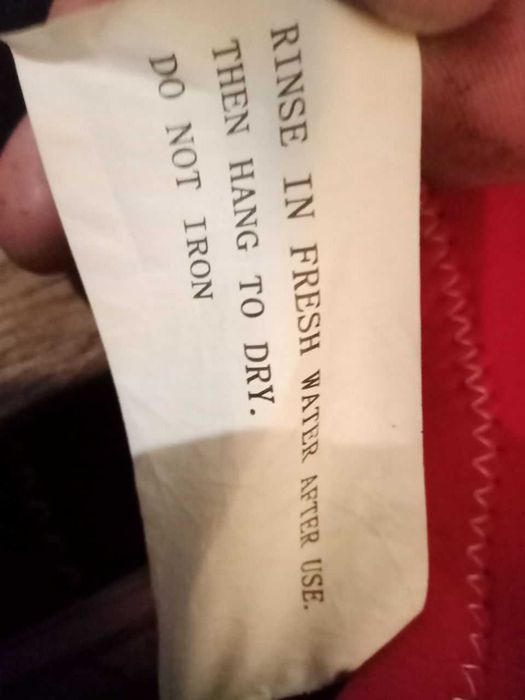 RINSE IN FRESH WATER AFTER USE.
THEN HANG TO DRY.
DO NOT IRON